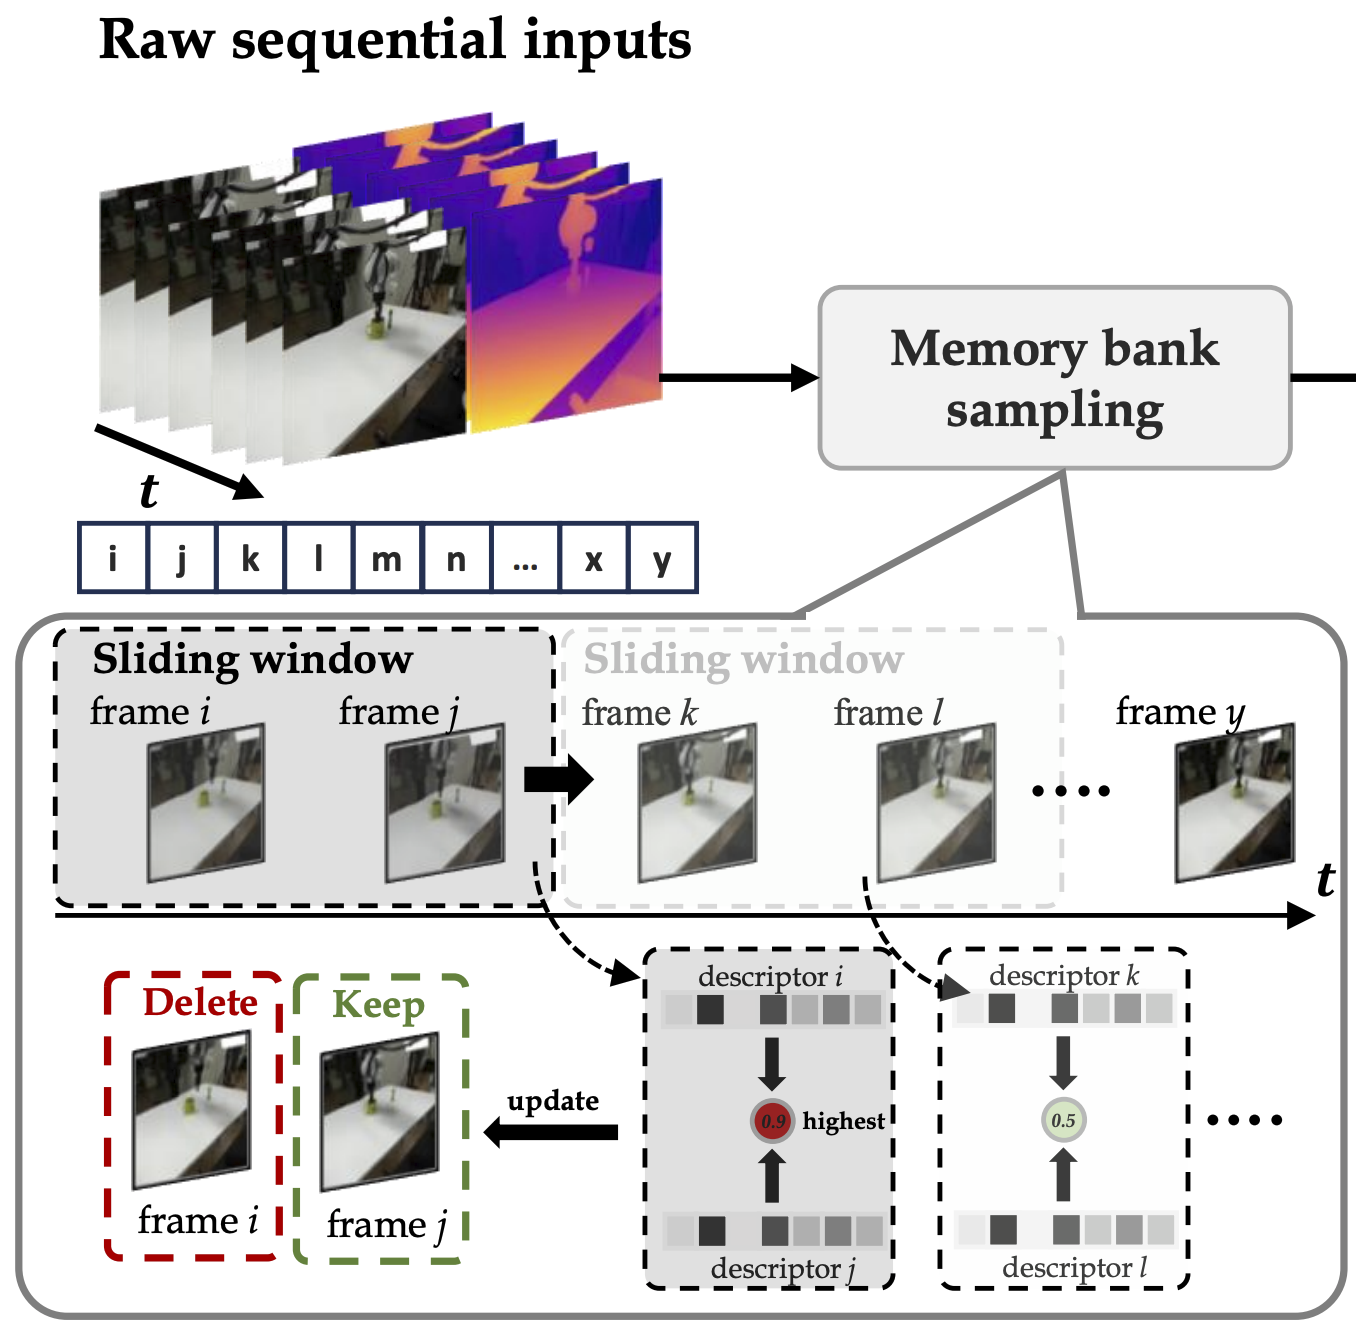 Raw sequential inputs
Memory bank
sampling
t
i j k l m n ... x y
Sliding window Sliding window
frame i frame j frame k frame l frame y
t
Delete Keep descriptor i descriptor k
0.9 highest 0.5
update
frame i frame j
descriptor j descriptor l